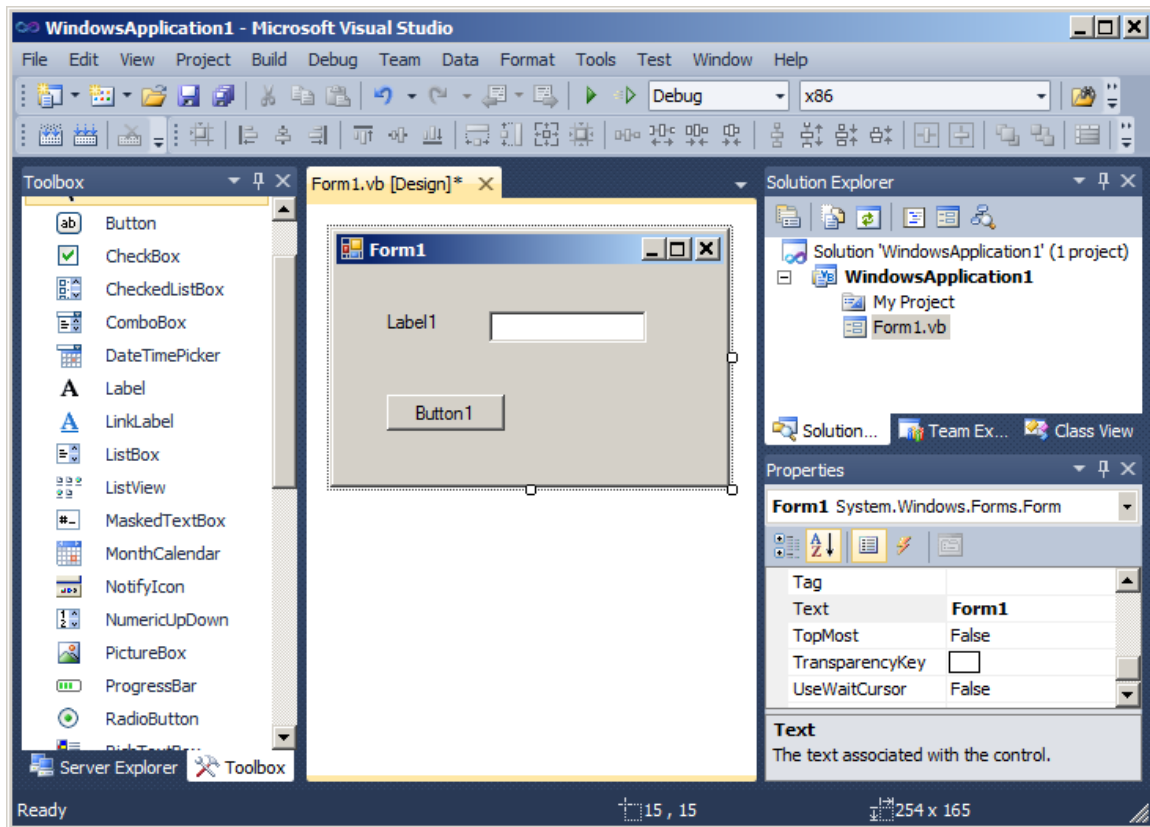 WindowsApplication1 - Microsoft Visual Studio
File Edit View Project Build Debug Team Data Format Tools Test Window Help
Debug x86
Toolbox
Button
CheckBox
CheckedListBox
ComboBox
DateTimePicker
Label
LinkLabel
ListBox
ListView
MaskedTextBox
MonthCalendar
NotifyIcon
NumericUpDown
PictureBox
ProgressBar
RadioButton
Server Explorer Toolbox
Form1.vb [Design]*
Form1
Label1
Button1
Solution Explorer
Solution 'WindowsApplication1' (1 project)
WindowsApplication1
My Project
Form1.vb
Solution... Team Ex... Class View
Properties
Form1 System.Windows.Forms.Form
Tag
Text Form1
TopMost False
TransparencyKey
UseWaitCursor False
Text
The text associated with the control.
Ready 15 , 15 254 x 165